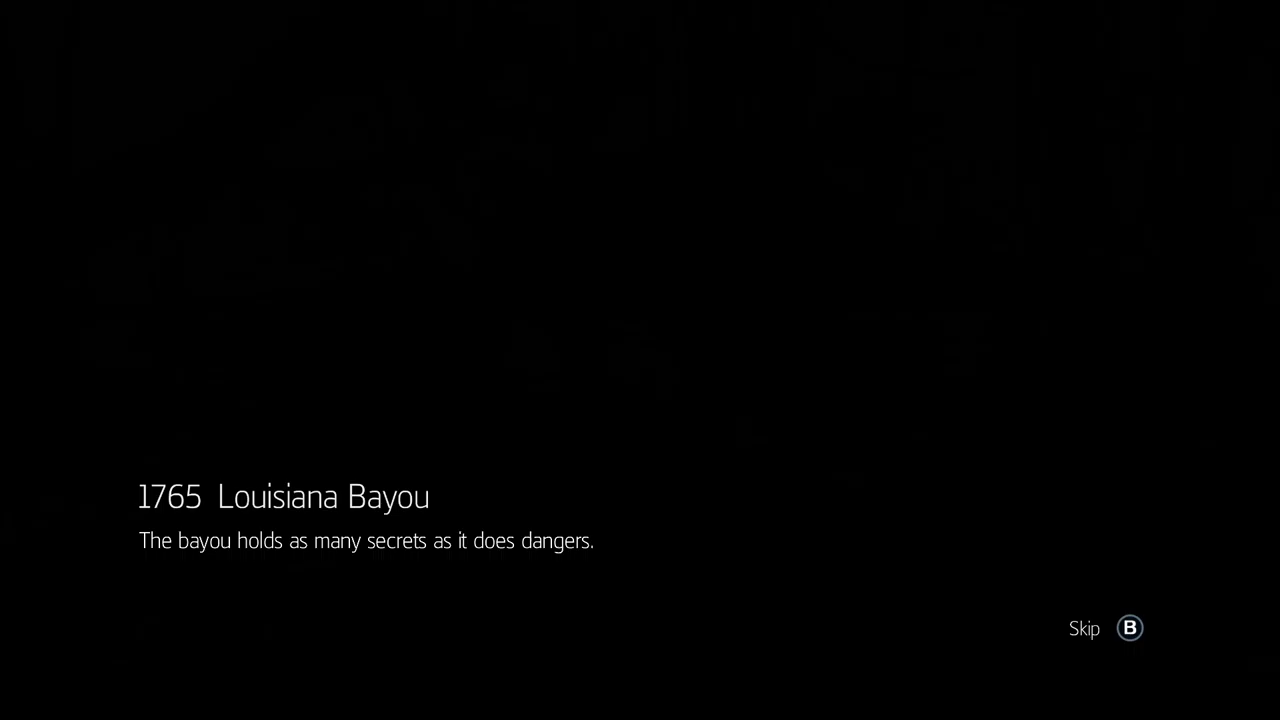 1765 Louisiana Bayou
The bayou holds as many secrets as it does dangers.
Skip B